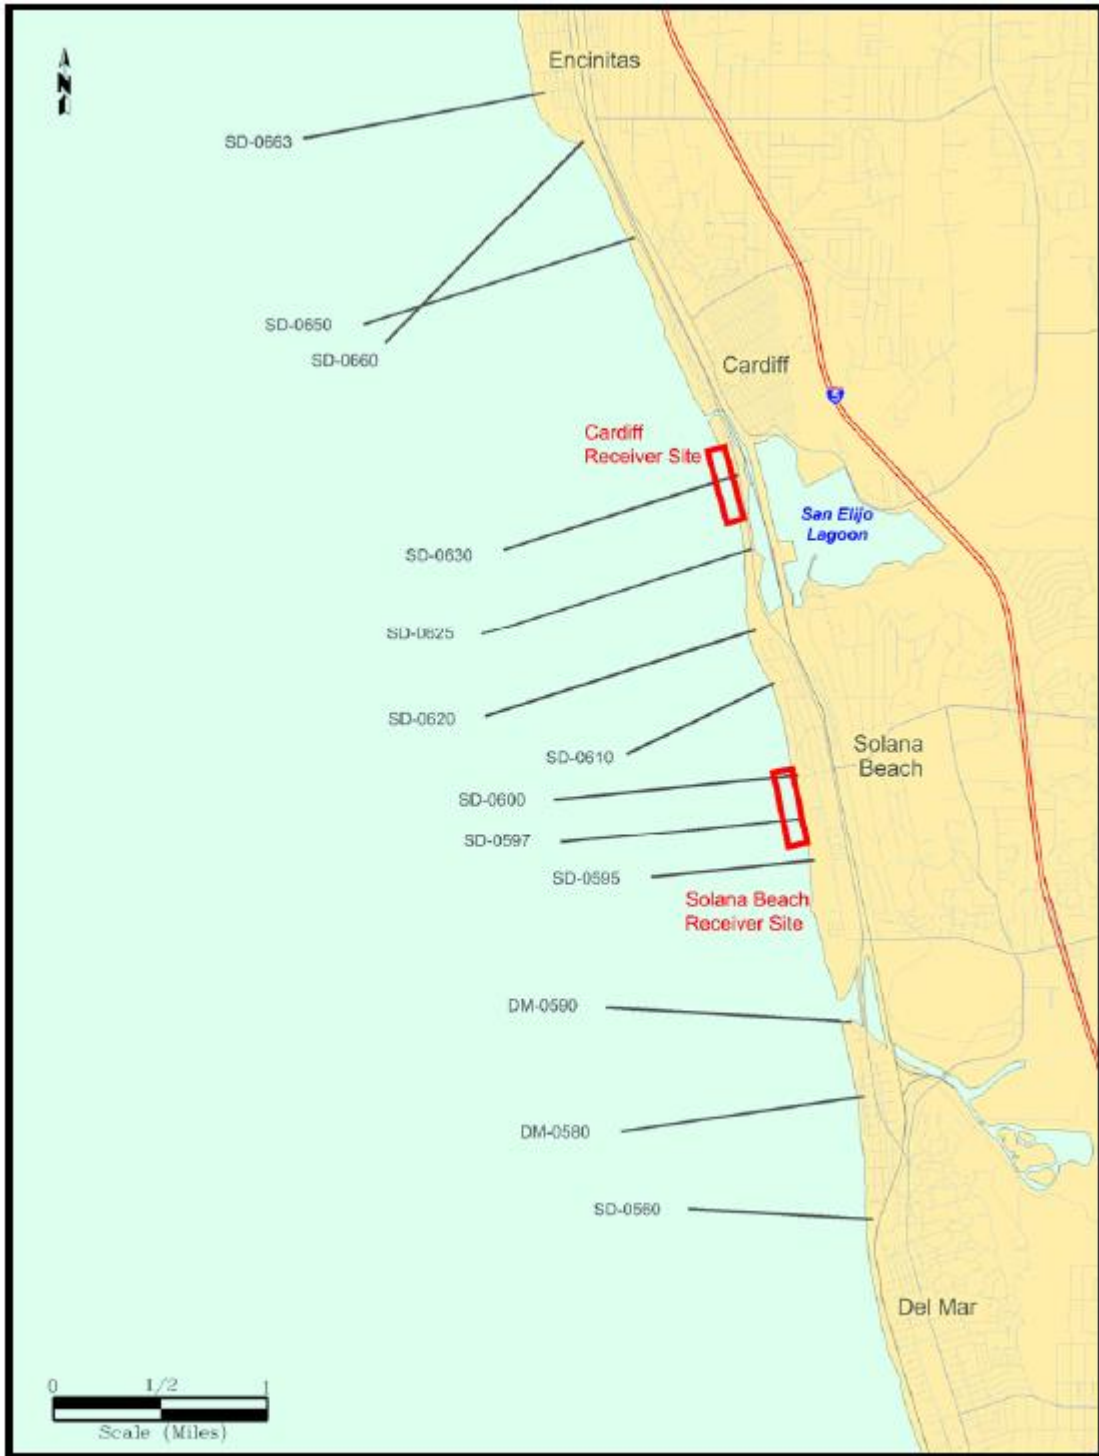 Encinitas
N
SD-0663
SD-0650
SD-0660
Cardiff
5
Cardiff
Receiver Site
San Elijo
Lagoon
SD-0630
SD-0625
SD-0620
SD-0610
Solana
Beach
SD-0600
SD-0597
SD-0595
Solana Beach
Receiver Site
DM-0590
DM-0580
SD-0560
Del Mar
0 1/2 1
Scale (Miles)